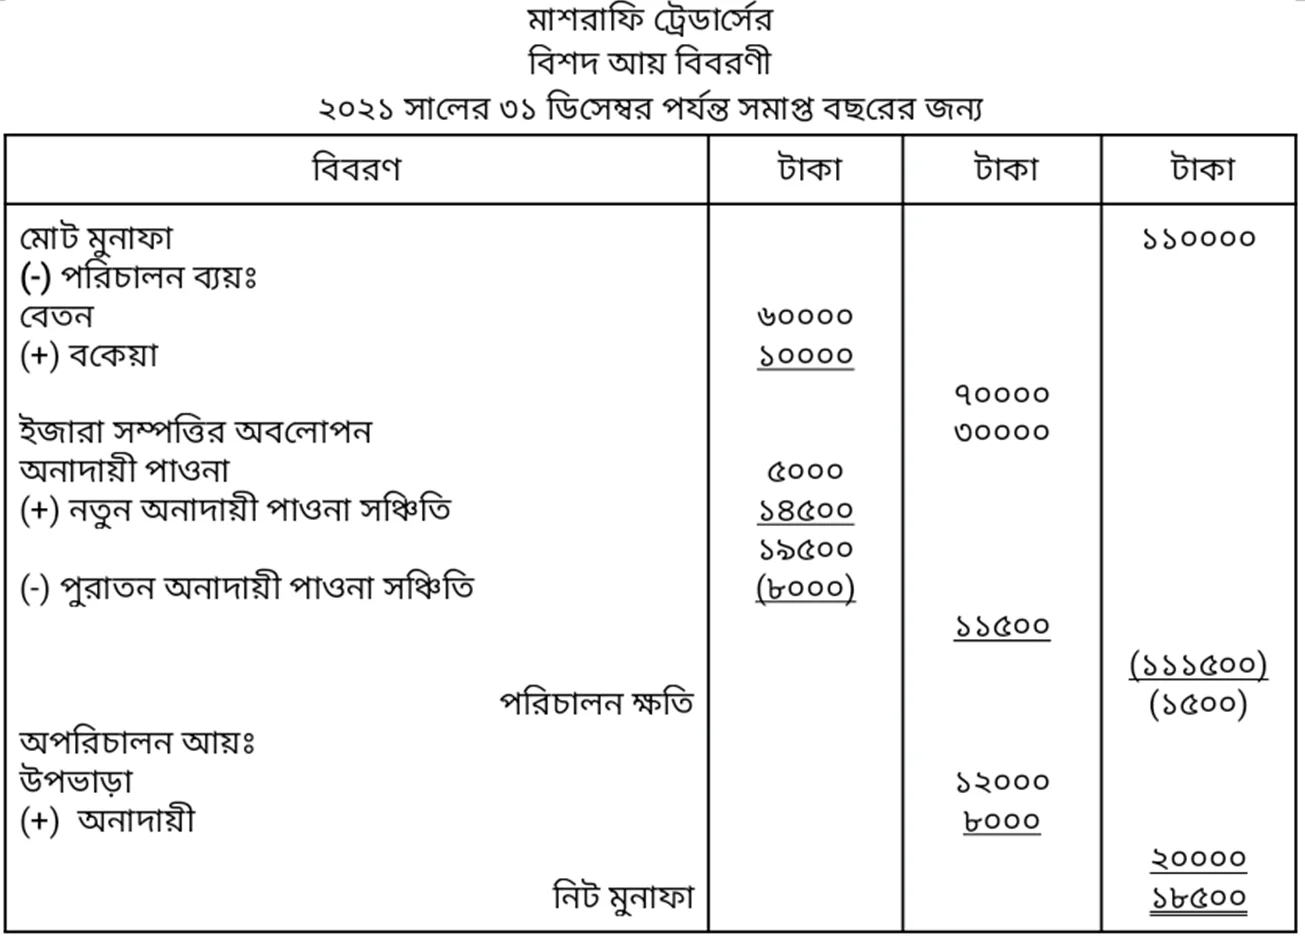 মাশরাফি ট্রেডার্সের
বিশদ আয় বিবরণী
২০২১ সালের ৩১ ডিসেম্বর পর্যন্ত সমাপ্ত বছরের জন্য
বিবরণ টাকা টাকা টাকা
মোট মুনাফা ১১০০০০
(-) পরিচালন ব্যয়ঃ
বেতন ৬০০০০
(+) বকেয়া ১০০০০
৭০০০০
ইজারা সম্পত্তির অবলোপন ৩০০০০
অনাদায়ী পাওনা ৫০০০
(+) নতুন অনাদায়ী পাওনা সঞ্চিতি ১৪৫০০
১৯৫০০
(-) পুরাতন অনাদায়ী পাওনা সঞ্চিতি (৮০০০)
১১৫০০
(১১১৫০০)
পরিচালন ক্ষতি (১৫০০)
অপরিচালন আয়ঃ
উপভাড়া ১২০০০
(+) অনাদায়ী ৮০০০
২০০০০
নিট মুনাফা ১৮৫০০